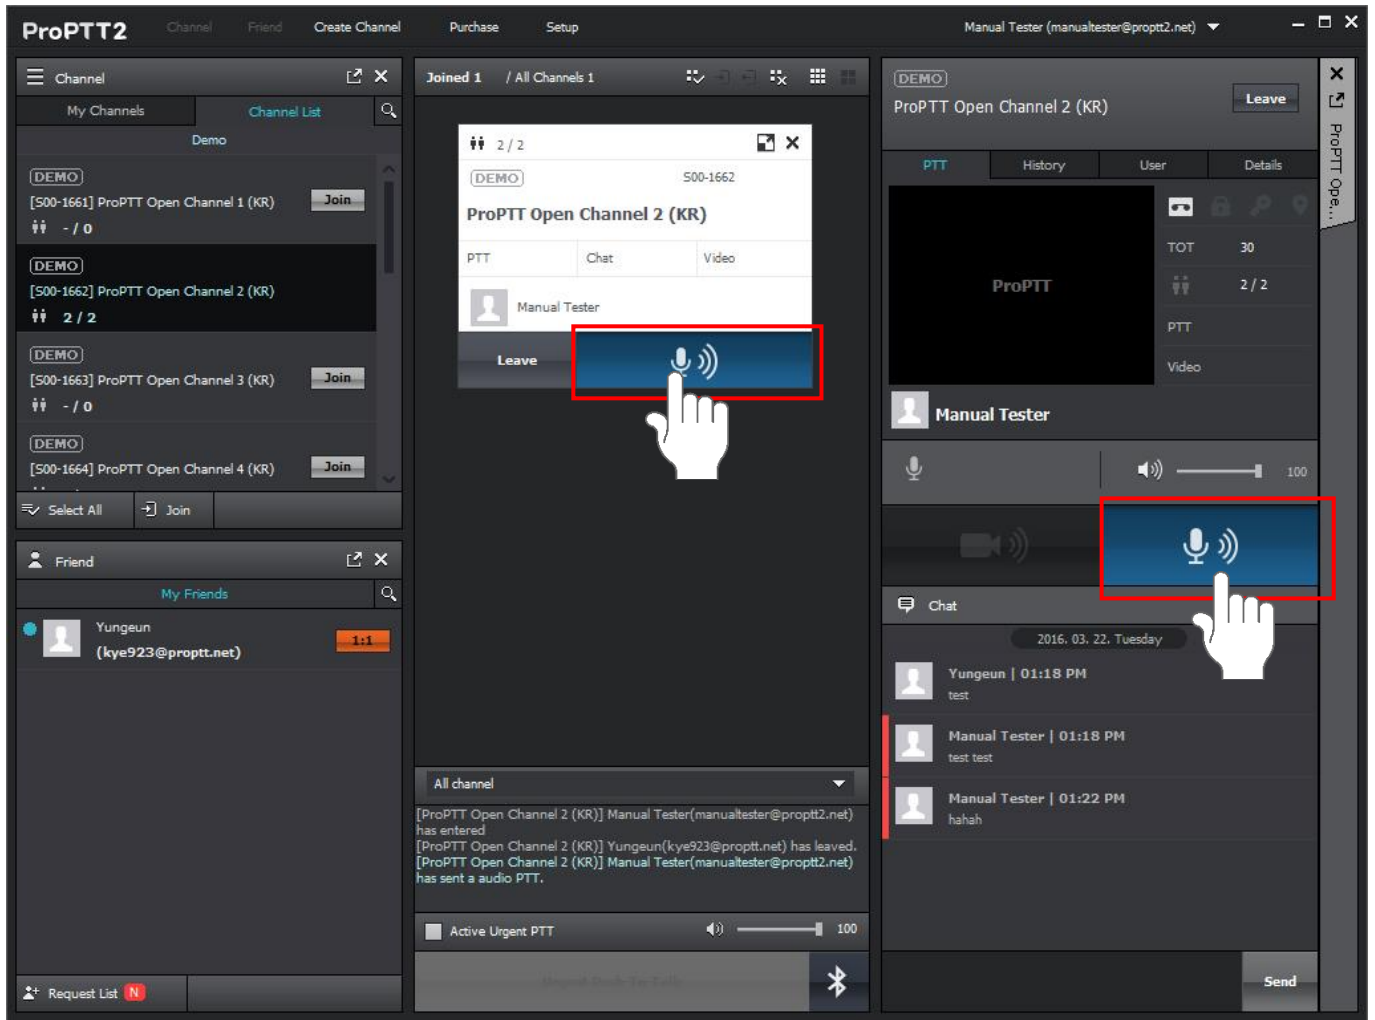 ProPTT2
Channel
Friend
Create Channel
Purchase
Setup
Manual Tester (manualtester@proptt2.net)
Channel
My Channels
Channel List
Demo
DEMO
[S00-1661] ProPTT Open Channel 1 (KR)
Join
- / 0
DEMO
[S00-1662] ProPTT Open Channel 2 (KR)
2 / 2
DEMO
[S00-1663] ProPTT Open Channel 3 (KR)
Join
- / 0
DEMO
[S00-1664] ProPTT Open Channel 4 (KR)
Join
Select All
Join
Friend
My Friends
Yungeun
(kye923@proptt.net)
1:1
Request List N
Joined 1 / All Channels 1
2 / 2
DEMO
S00-1662
ProPTT Open Channel 2 (KR)
PTT
Chat
Video
Manual Tester
Leave
All channel
[ProPTT Open Channel 2 (KR)] Manual Tester(manualtester@proptt2.net)
has entered
[ProPTT Open Channel 2 (KR)] Yungeun(kye923@proptt.net) has leaved.
[ProPTT Open Channel 2 (KR)] Manual Tester(manualtester@proptt2.net)
has sent a audio PTT.
Active Urgent PTT
100
DEMO
ProPTT Open Channel 2 (KR)
Leave
PTT
History
User
Details
ProPTT
TOT 30
2 / 2
PTT
Video
Manual Tester
100
Chat
2016. 03. 22. Tuesday
Yungeun | 01:18 PM
test
Manual Tester | 01:18 PM
test test
Manual Tester | 01:22 PM
hahah
Send
ProPTT Ope...